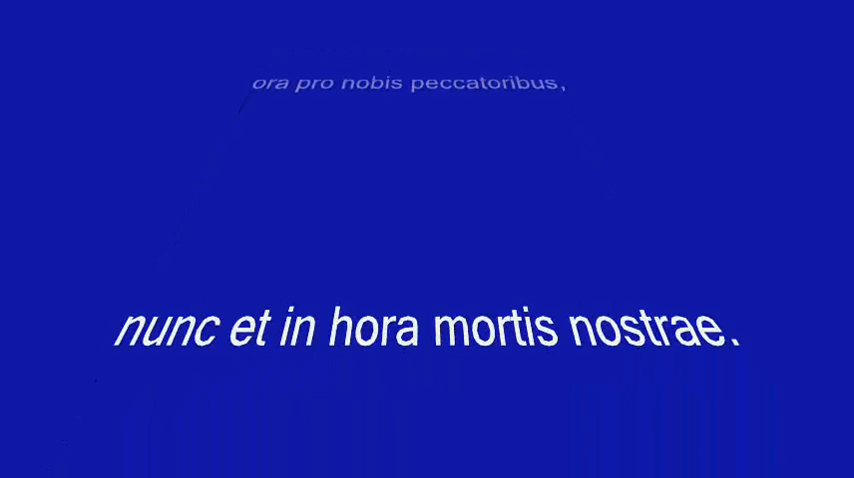 ora pro nobis peccatoribus,
nunc et in hora mortis nostrae.